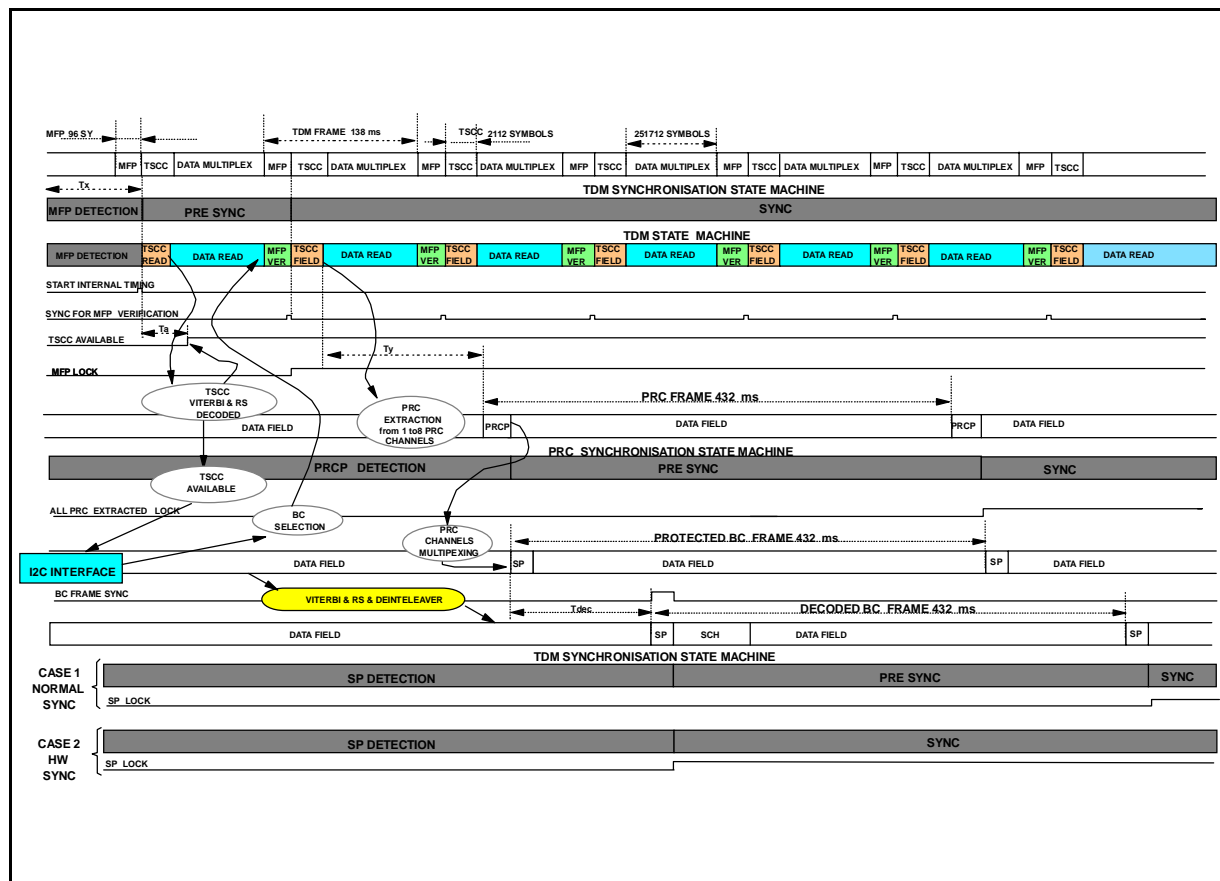 MFP 96 SY
TDM FRAME 138 ms
TSCC 2112 SYMBOLS
251712 SYMBOLS
MFP TSCC DATA MULTIPLEX MFP TSCC DATA MULTIPLEX MFP TSCC DATA MULTIPLEX MFP TSCC DATA MULTIPLEX MFP TSCC DATA MULTIPLEX MFP TSCC DATA MULTIPLEX MFP TSCC
Tx
TDM SYNCHRONISATION STATE MACHINE
MFP DETECTION PRE SYNC SYNC
TDM STATE MACHINE
MFP DETECTION TSCC READ DATA READ MFP VER TSCC FIELD DATA READ MFP VER TSCC FIELD DATA READ MFP VER TSCC FIELD DATA READ MFP VER TSCC FIELD DATA READ MFP VER TSCC FIELD DATA READ MFP VER TSCC FIELD DATA READ
START INTERNAL TIMING
SYNC FOR MFP VERIFICATION
Ta
TSCC AVAILABLE
Ty
MFP LOCK
TSCC
VITERBI & RS
DECODED
PRC
EXTRACTION
from 1 to8 PRC
CHANNELS
PRC FRAME 432 ms
DATA FIELD PRCP DATA FIELD PRCP DATA FIELD
PRC SYNCHRONISATION STATE MACHINE
PRCP DETECTION PRE SYNC SYNC
TSCC
AVAILABLE
ALL PRC EXTRACTED LOCK
BC
SELECTION
PRC
CHANNELS
MULTIPEXING
PROTECTED BC FRAME 432 ms
I2C INTERFACE
DATA FIELD SP DATA FIELD SP DATA FIELD
BC FRAME SYNC
VITERBI & RS & DEINTELEAVER
Tdec
DECODED BC FRAME 432 ms
DATA FIELD SP SCH DATA FIELD SP
TDM SYNCHRONISATION STATE MACHINE
CASE 1
NORMAL
SYNC
SP DETECTION PRE SYNC SYNC
SP LOCK
CASE 2
HW
SYNC
SP DETECTION SYNC
SP LOCK